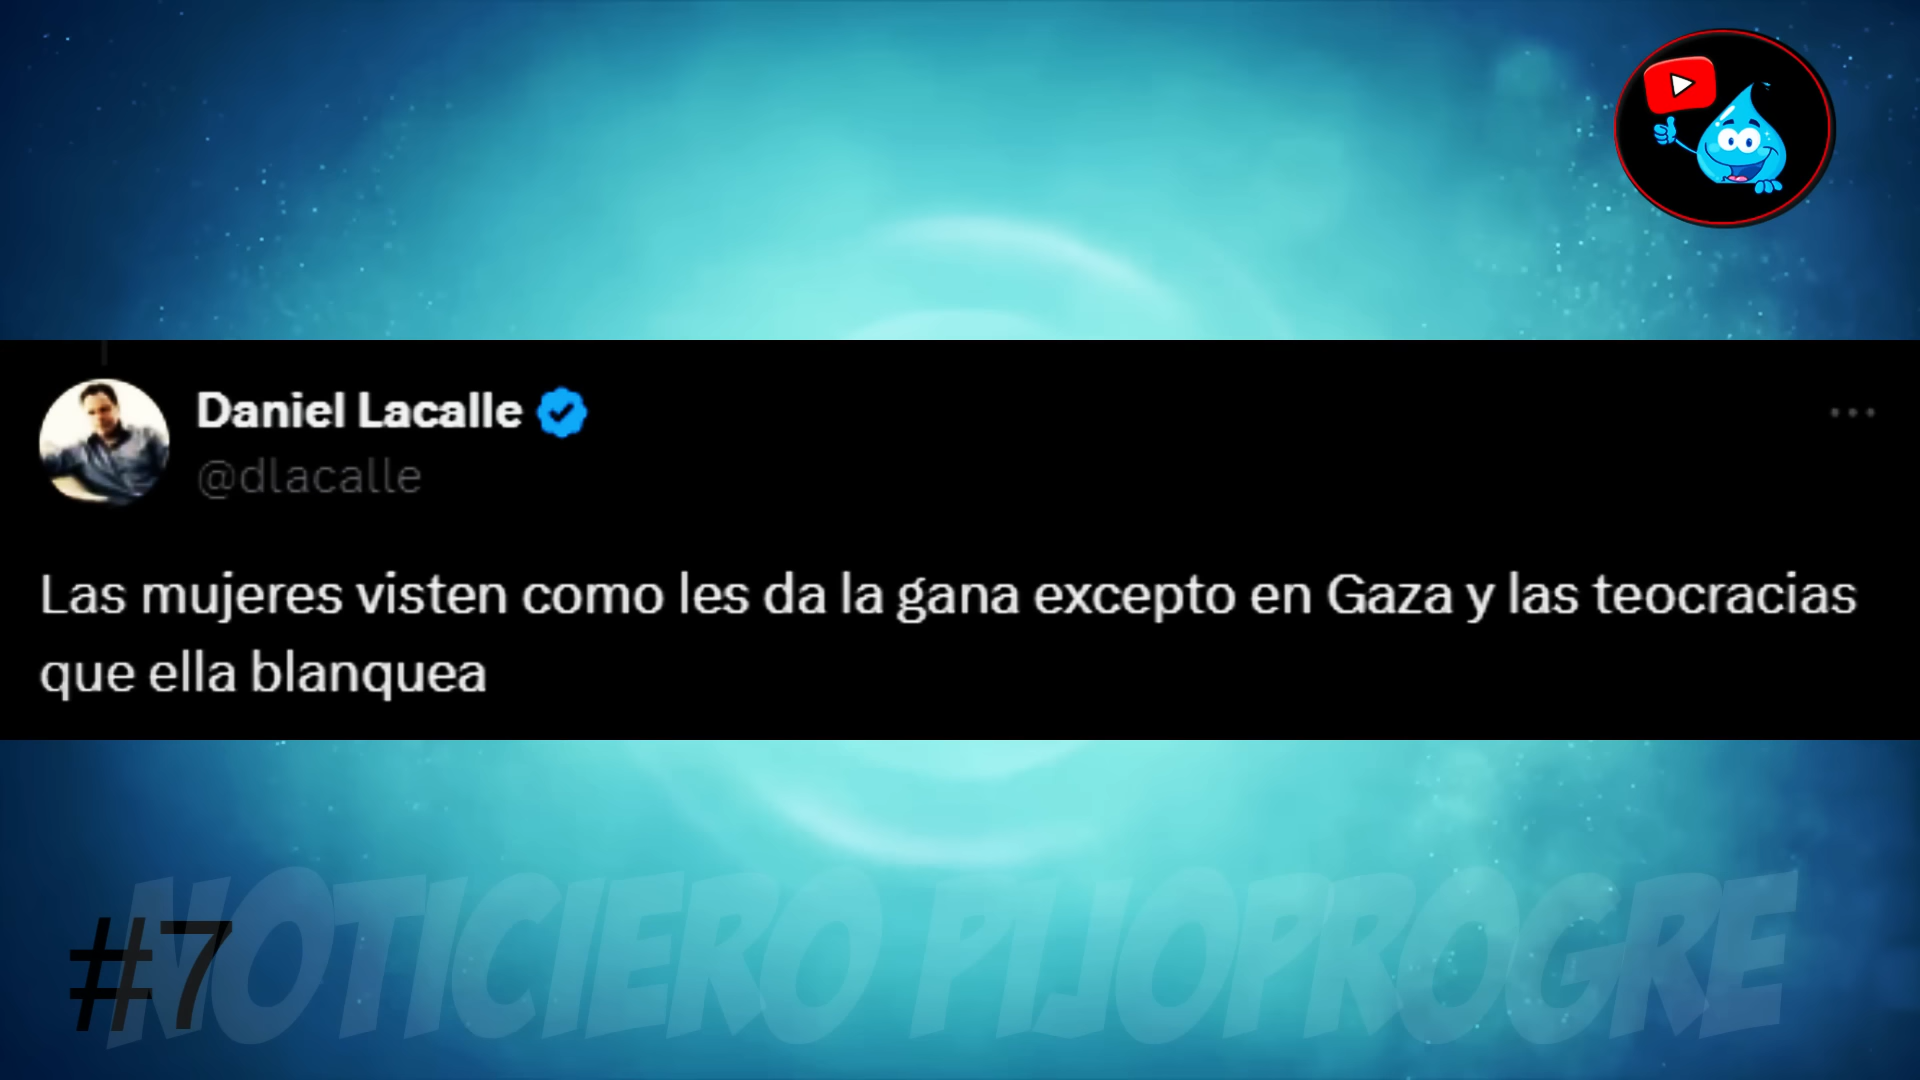 Daniel Lacalle
@dlacalle
Las mujeres visten como les da la gana excepto en Gaza y las teocracias
que ella blanquea
#7
NOTICIERO PIJOPROGRE